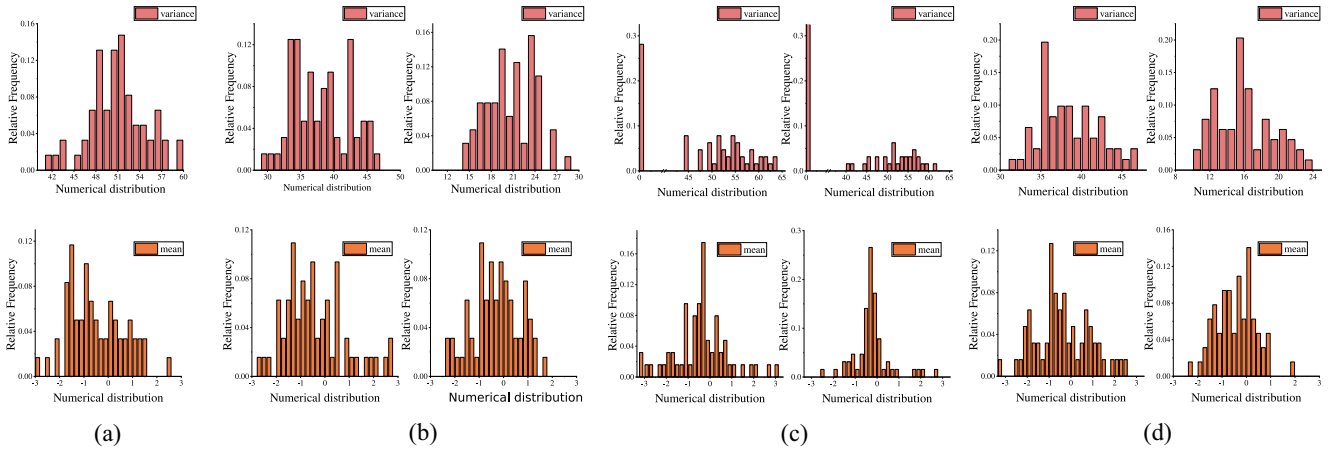 variance
Relative Frequency
0.16
0.12
0.08
0.04
0.00
42 45 48 51 54 57 60
Numerical distribution
variance
Relative Frequency
0.12
0.08
0.04
0.00
30 35 40 45 50
Numerical distribution
variance
Relative Frequency
0.16
0.12
0.08
0.04
0.00
12 15 18 21 24 27 30
Numerical distribution
variance
Relative Frequency
0.3
0.2
0.1
0.0
0 45 50 55 60 65
Numerical distribution
variance
Relative Frequency
0.3
0.2
0.1
0.0
0 40 45 50 55 60 65
Numerical distribution
variance
Relative Frequency
0.20
0.15
0.10
0.05
0.00
30 35 40 45
Numerical distribution
variance
Relative Frequency
0.20
0.15
0.10
0.05
0.00
8 12 16 20 24
Numerical distribution
mean
Relative Frequency
0.12
0.08
0.04
0.00
-3 -2 -1 0 1 2 3
Numerical distribution
mean
Relative Frequency
0.12
0.08
0.04
0.00
-3 -2 -1 0 1 2 3
Numerical distribution
mean
Relative Frequency
0.12
0.08
0.04
0.00
-3 -2 -1 0 1 2 3
Numerical distribution
mean
Relative Frequency
0.16
0.12
0.08
0.04
0.00
-3 -2 -1 0 1 2 3
Numerical distribution
mean
Relative Frequency
0.3
0.2
0.1
0.0
-3 -2 -1 0 1 2 3
Numerical distribution
mean
Relative Frequency
0.12
0.08
0.04
0.00
-3 -2 -1 0 1 2 3
Numerical distribution
mean
Relative Frequency
0.16
0.12
0.08
0.04
0.00
-3 -2 -1 0 1 2 3
Numerical distribution
(a) (b) (c) (d)